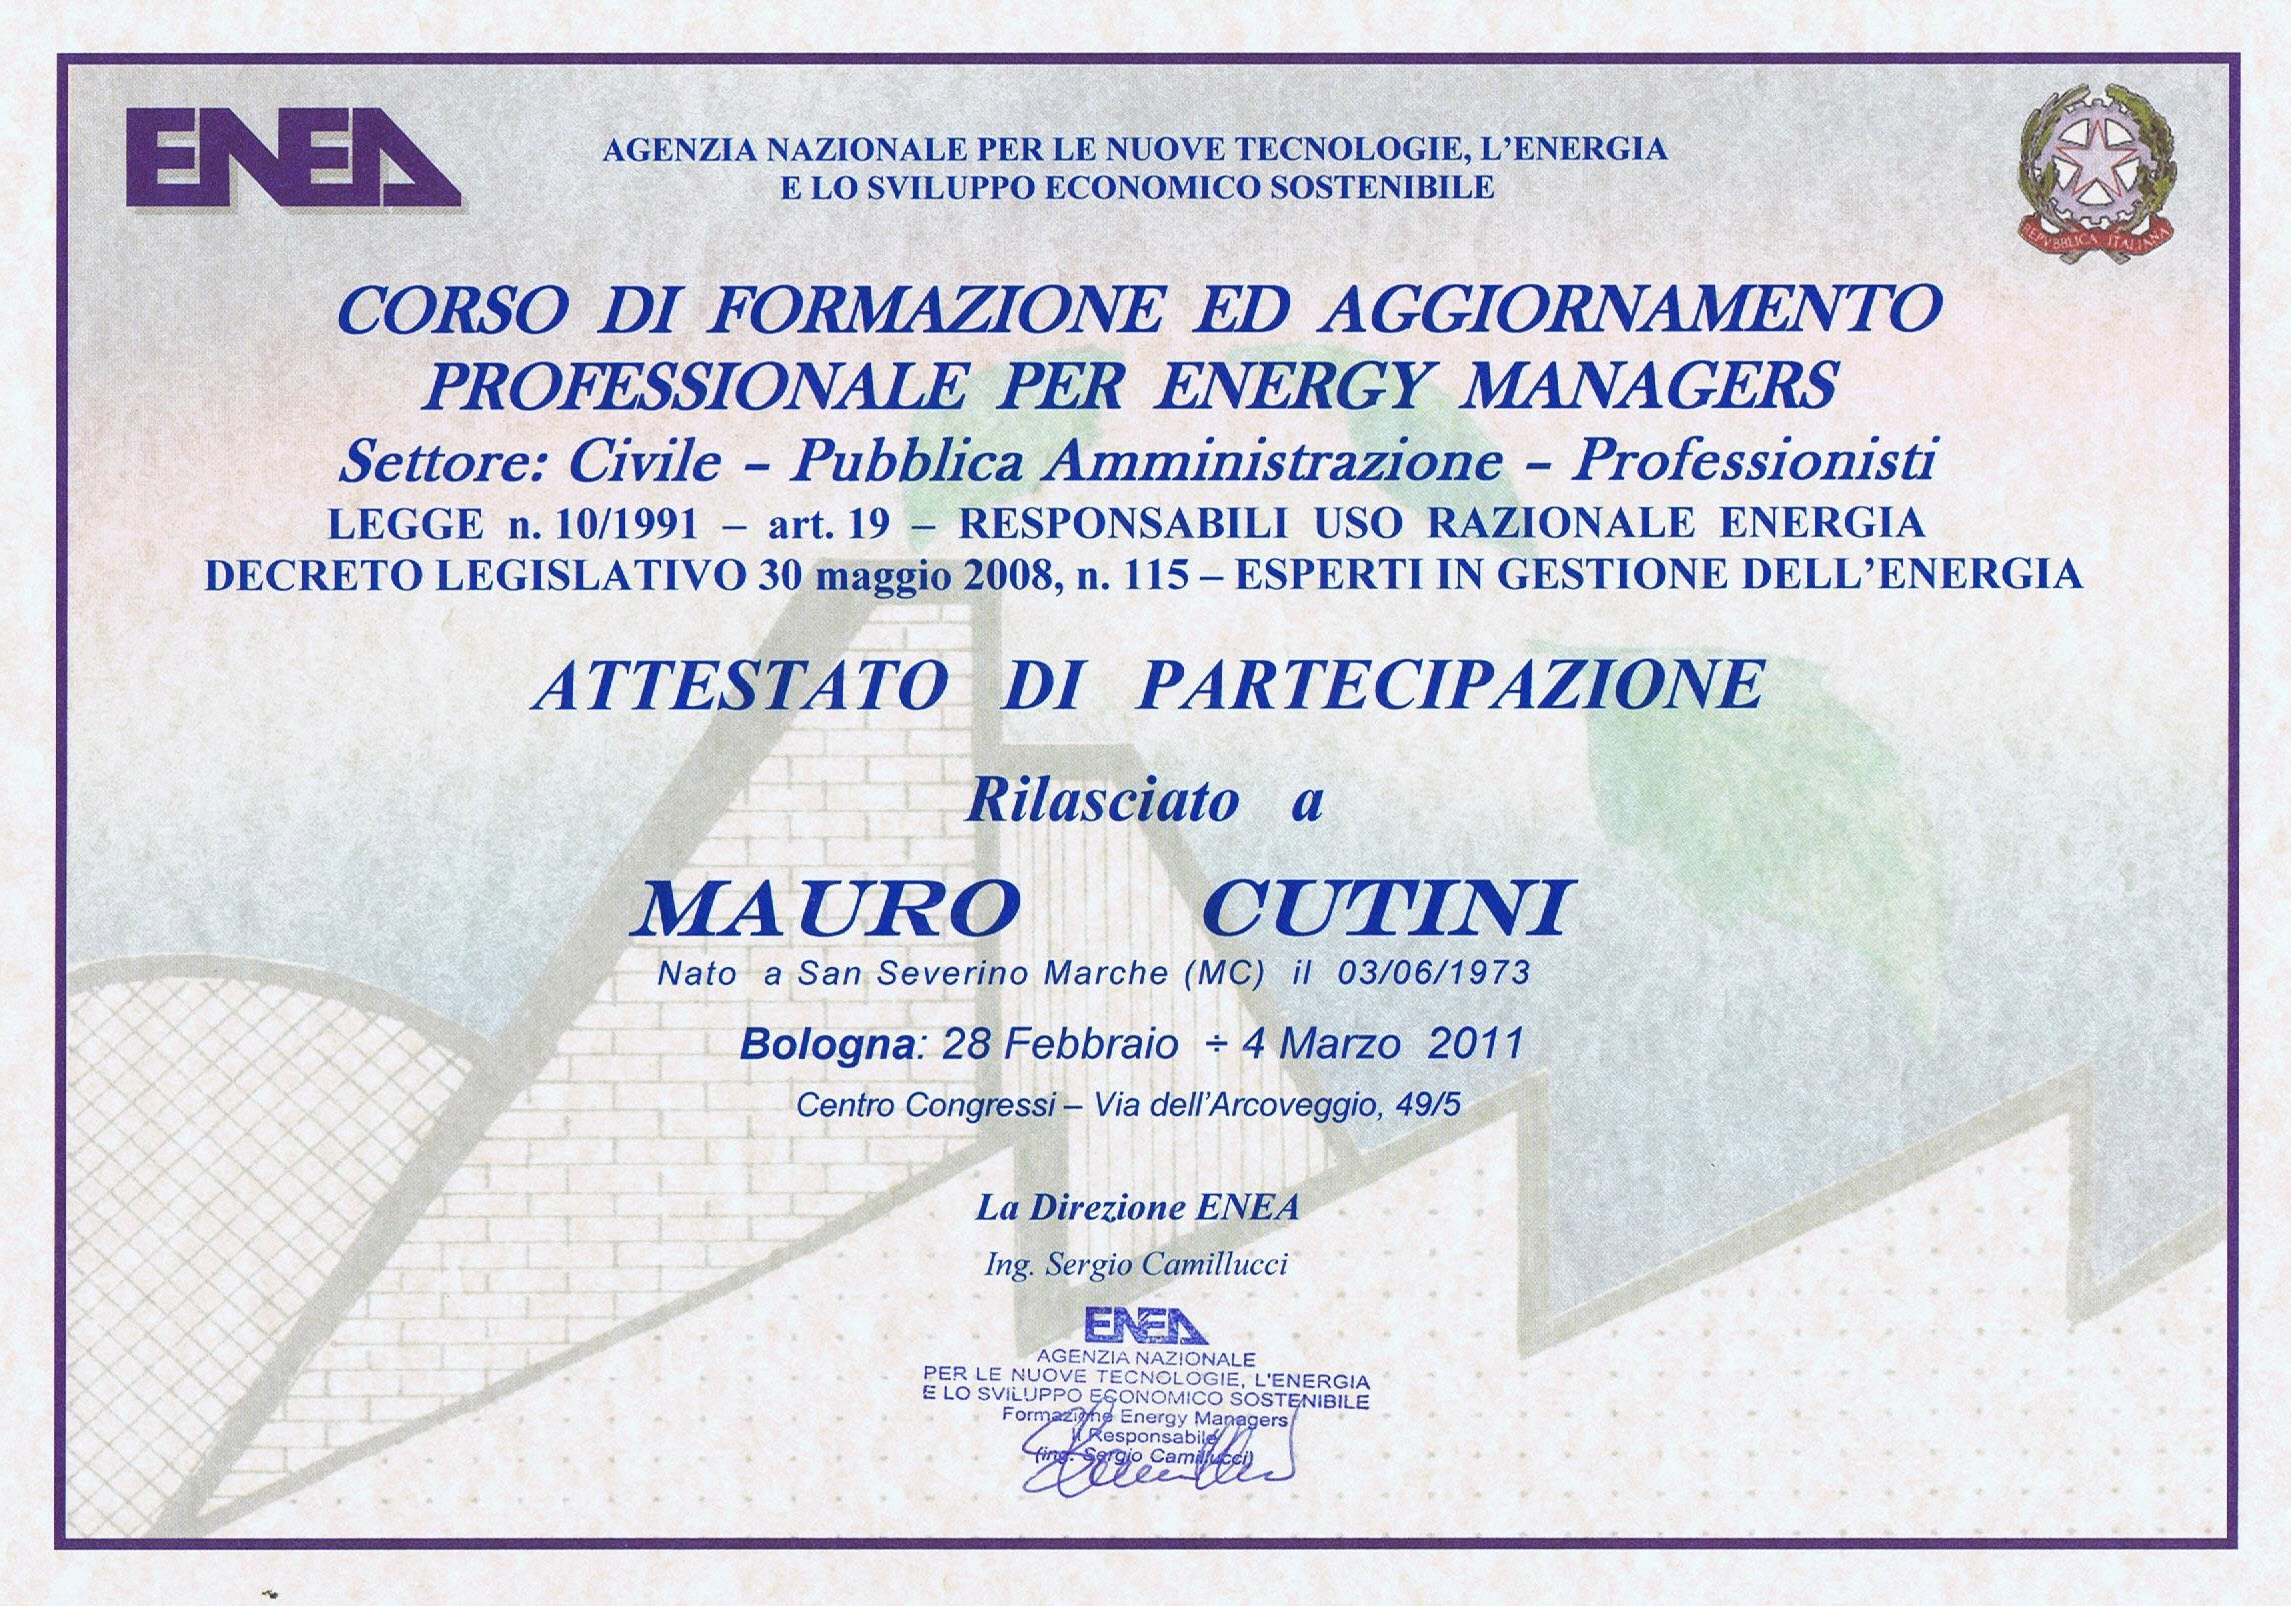 ENEA
AGENZIA NAZIONALE PER LE NUOVE TECNOLOGIE, L'ENERGIA
E LO SVILUPPO ECONOMICO SOSTENIBILE
REPVBBLICA ITALIANA
CORSO DI FORMAZIONE ED AGGIORNAMENTO
PROFESSIONALE PER ENERGY MANAGERS
Settore: Civile – Pubblica Amministrazione – Professionisti
LEGGE n. 10/1991 – art. 19 – RESPONSABILI USO RAZIONALE ENERGIA
DECRETO LEGISLATIVO 30 maggio 2008, n. 115 – ESPERTI IN GESTIONE DELL'ENERGIA
ATTESTATO DI PARTECIPAZIONE
Rilasciato a
MAURO CUTINI
Nato a San Severino Marche (MC) il 03/06/1973
Bologna: 28 Febbraio ÷ 4 Marzo 2011
Centro Congressi – Via dell'Arcoveggio, 49/5
La Direzione ENEA
Ing. Sergio Camillucci
ENEA
AGENZIA NAZIONALE
PER LE NUOVE TECNOLOGIE, L'ENERGIA
E LO SVILUPPO ECONOMICO SOSTENIBILE
Formazione Energy Managers
Il Responsabile
(ing. Sergio Camillucci)